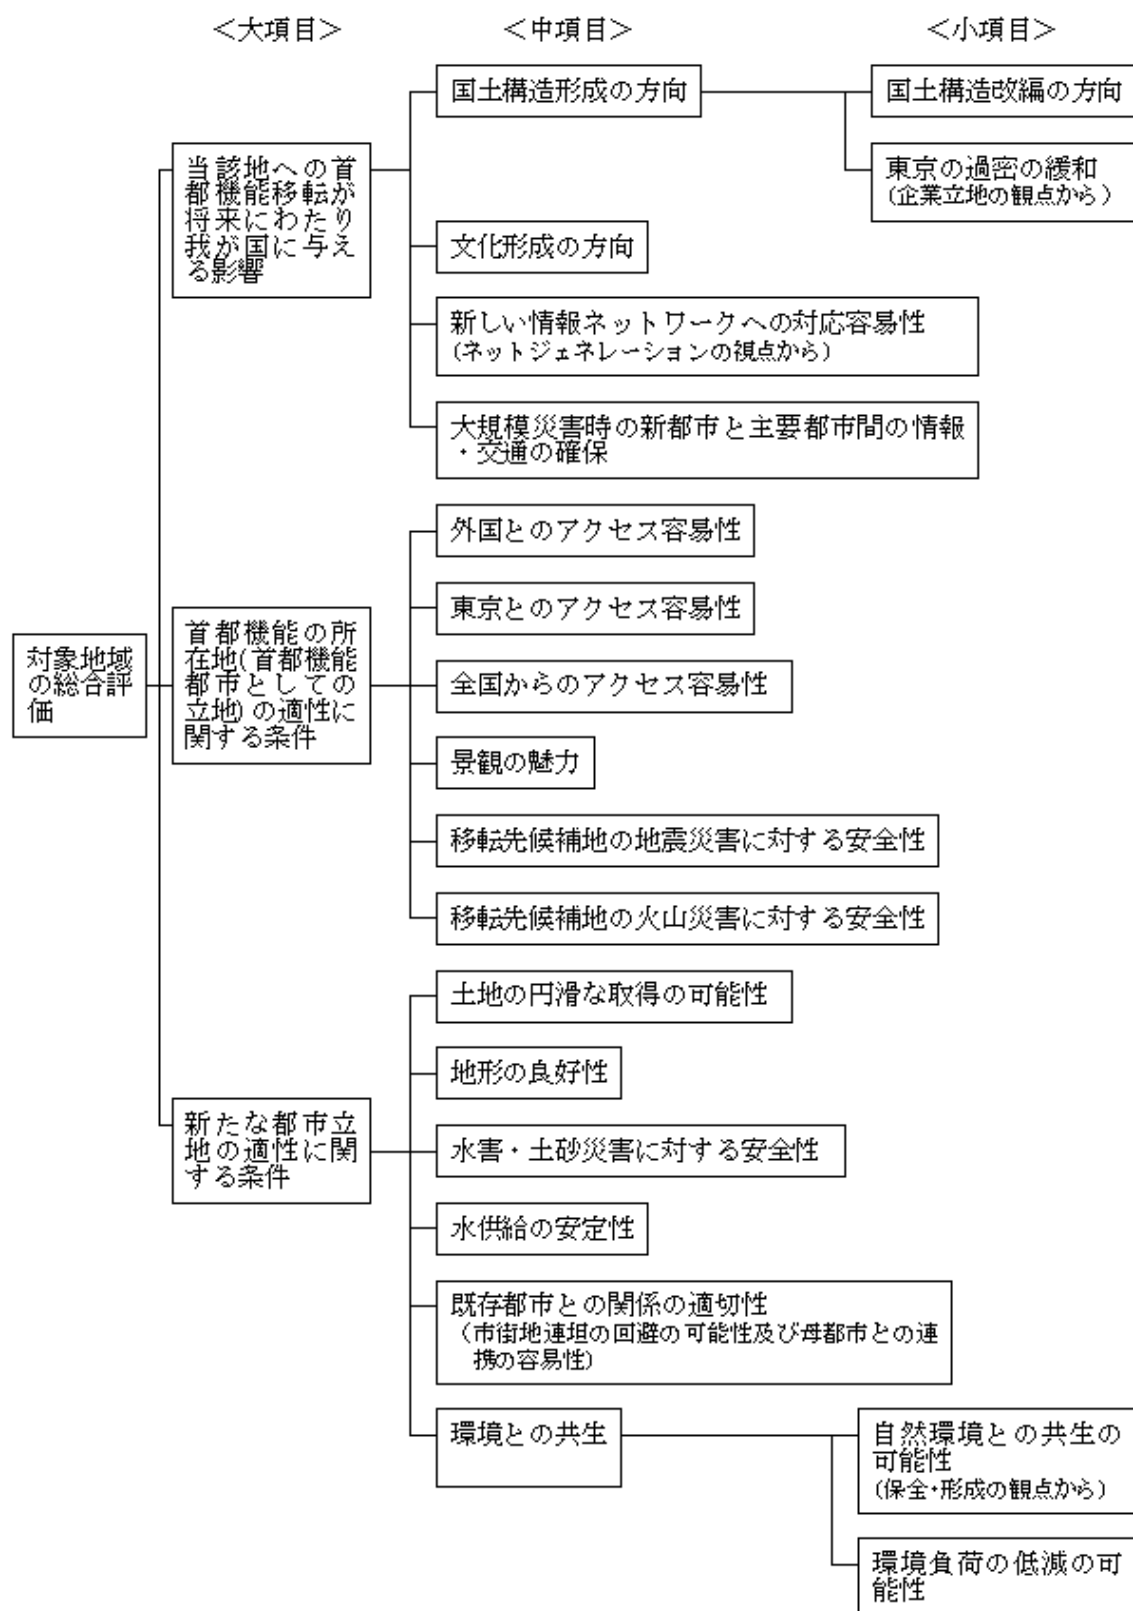 ＜大項目＞
＜中項目＞
＜小項目＞
対象地域
の総合評
価
当該地への首
都機能移転が
将来にわたり
我が国に与え
る影響
国土構造形成の方向
国土構造改編の方向
東京の過密の緩和
(企業立地の観点から)
文化形成の方向
新しい情報ネットワークへの対応容易性
(ネットジェネレーションの視点から)
大規模災害時の新都市と主要都市間の情報
・交通の確保
首都機能の所
在地(首都機能
都市としての
立地)の適性に
関する条件
外国とのアクセス容易性
東京とのアクセス容易性
全国からのアクセス容易性
景観の魅力
移転先候補地の地震災害に対する安全性
移転先候補地の火山災害に対する安全性
新たな都市立
地の適性に関
する条件
土地の円滑な取得の可能性
地形の良好性
水害・土砂災害に対する安全性
水供給の安定性
既存都市との関係の適切性
(市街地連坦の回避の可能性及び母都市との連
携の容易性)
環境との共生
自然環境との共生の
可能性
(保全・形成の観点から)
環境負荷の低減の可
能性